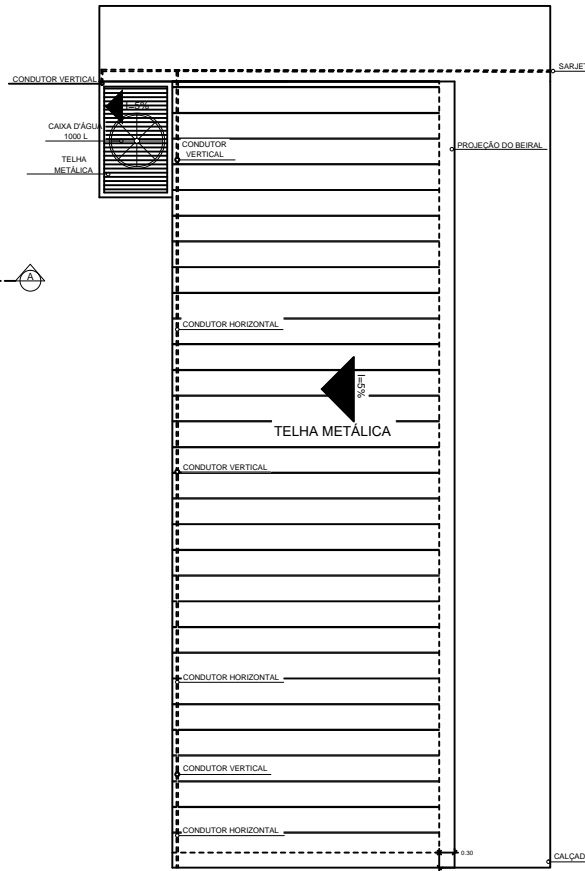 SARJET
CONDUTOR VERTICAL
I=5%
CAIXA D'ÁGUA
1000 L
CONDUTOR
VERTICAL
PROJEÇÃO DO BEIRAL
TELHA
METÁLICA
A
CONDUTOR HORIZONTAL
I=5%
TELHA METÁLICA
CONDUTOR VERTICAL
CONDUTOR HORIZONTAL
CONDUTOR VERTICAL
CONDUTOR HORIZONTAL
0.30
CALÇAD